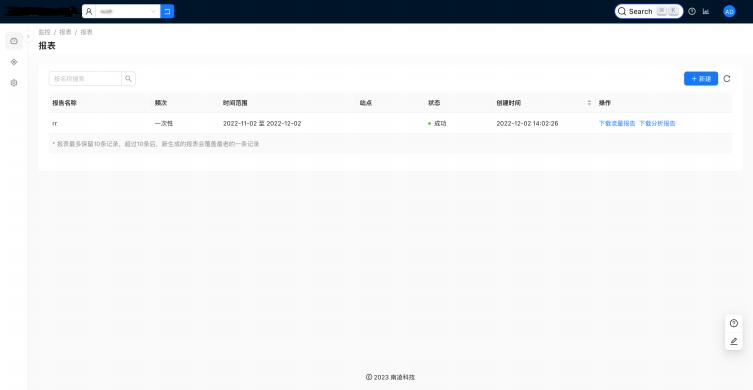 Search ⌘ K
AD
监控 / 报表 / 报表
报表
按名称搜索
+ 新建
报告名称 频次 时间范围 站点 状态 创建时间 操作
rr 一次性 2022-11-02 至 2022-12-02 成功 2022-12-02 14:02:26 下载流量报告 下载分析报告
* 报表最多保留10条记录，超过10条后，新生成的报表会覆盖最老的一条记录
© 2023 南凌科技